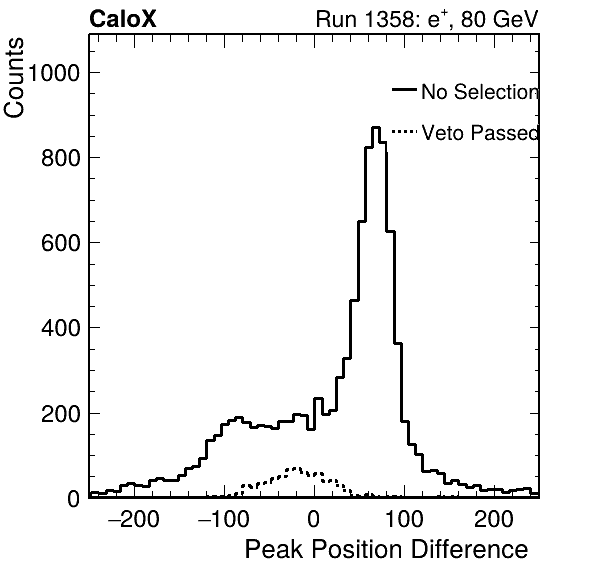 CaloX Run 1358: e⁺, 80 GeV
Counts
1000
800
600
400
200
0
No Selection
Veto Passed
−200 −100 0 100 200
Peak Position Difference